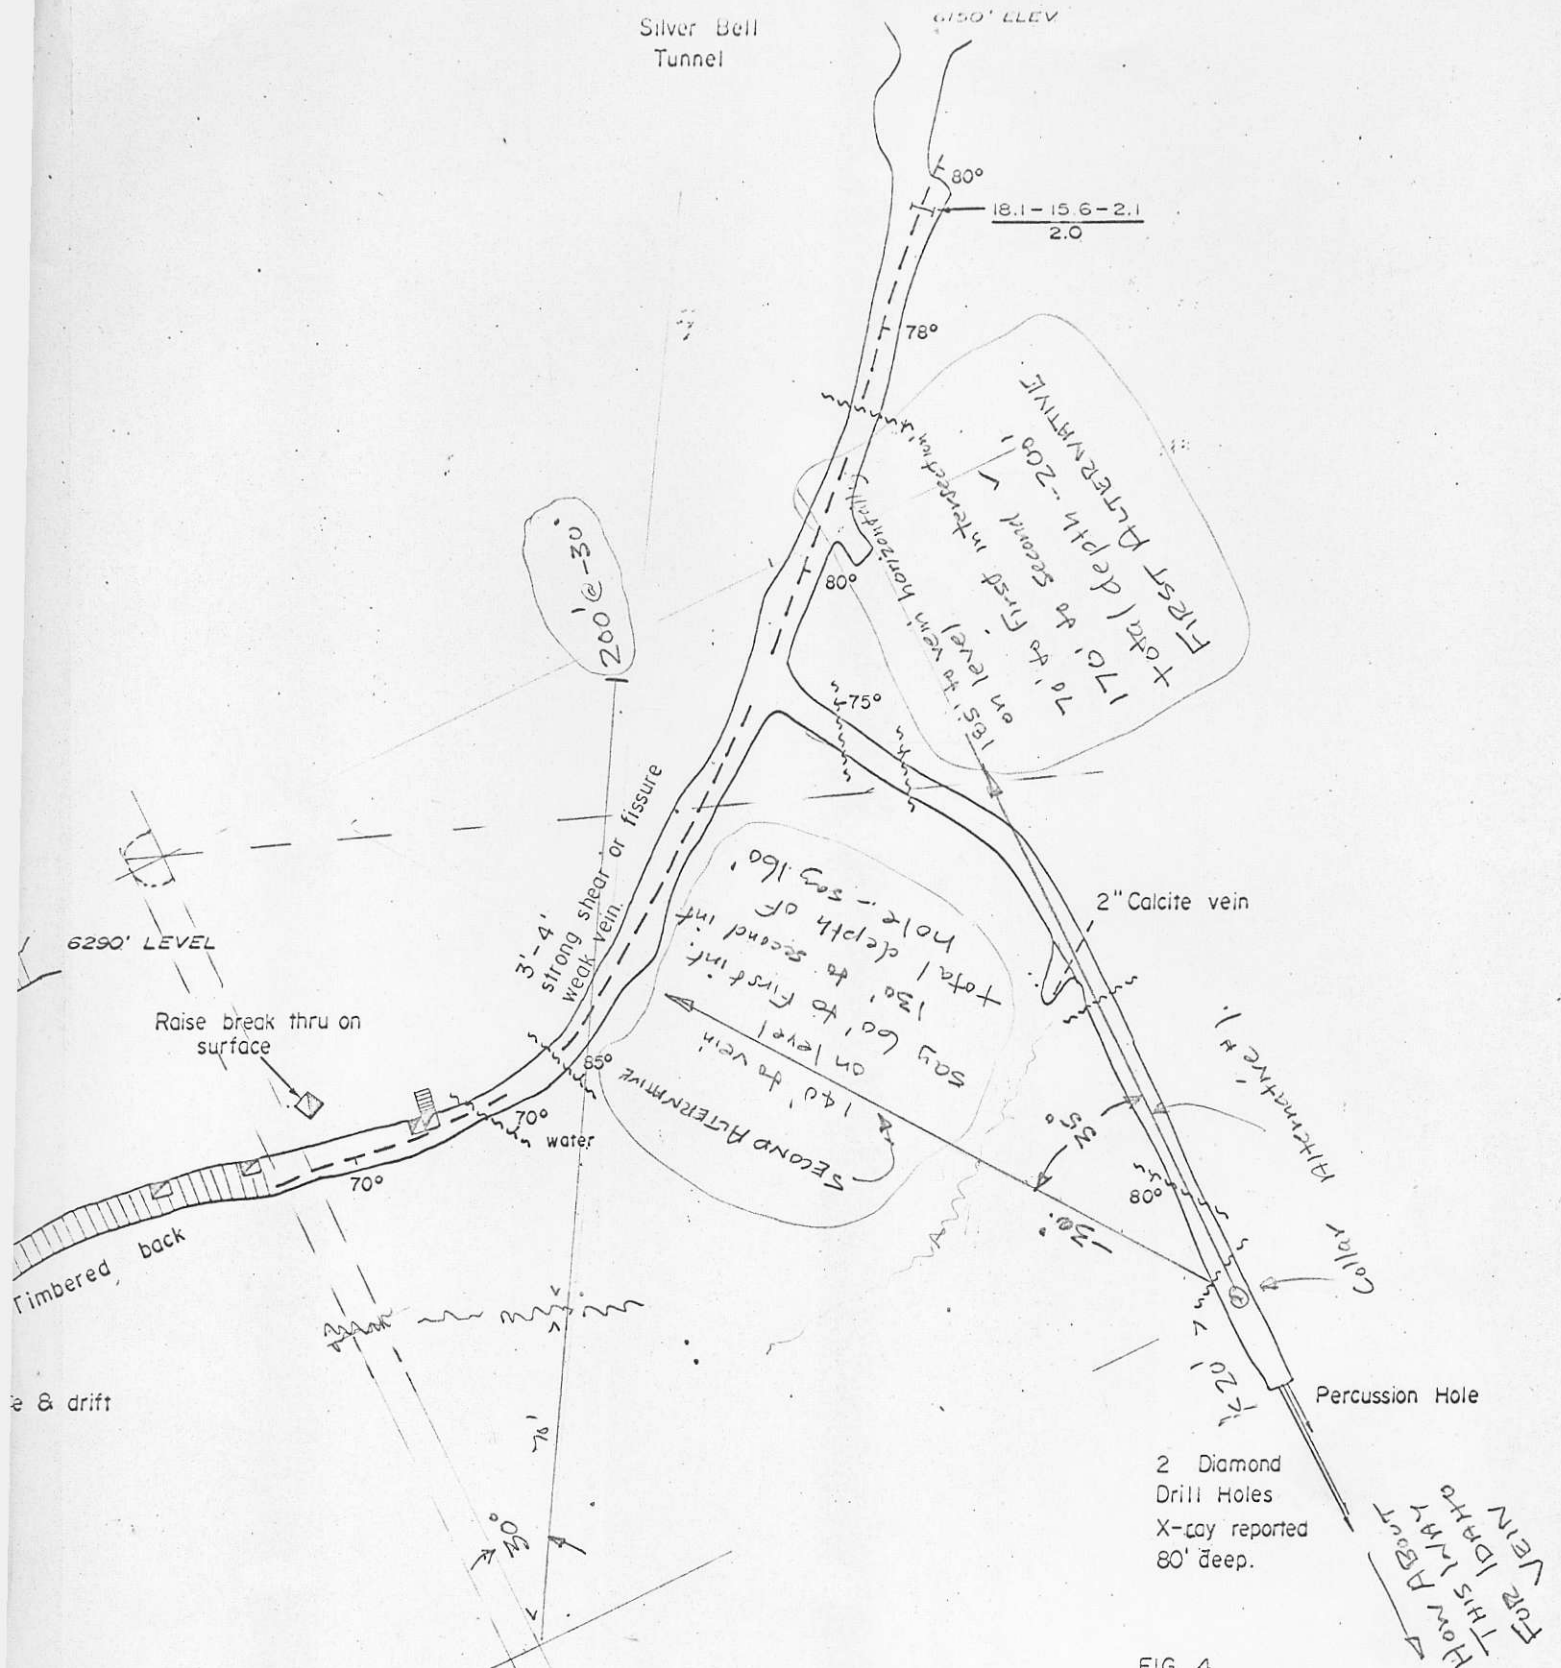 Silver Bell
Tunnel
6150' ELEV.
80°
18.1-15.6-2.1
2.0
78°
FIRST ALTERNATIVE
total depth -- 200'
170' to second ✓
70' to first intersection
on level
185' to vein horizontally
200' @ -30°
80°
75°
3'-4'
strong shear or fissure
weak vein.
SECOND ALTERNATIVE
140' to vein
on level
say 60' to first int.
130' to second int
total depth of
hole - say 160'
2" Calcite vein
6290' LEVEL
Raise break thru on
surface
85°
70°
water
70°
Timbered back
35°
-30°
80°
Collar Alternative #1.
20'
& drift
Percussion Hole
2 Diamond
Drill Holes
X-ray reported
80' deep.
30°
HOW ABOUT
THIS WAY
FOR IDAHO
VEIN
FIG. 4